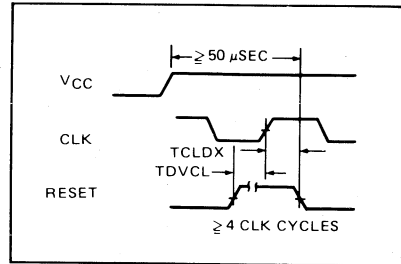 ≧50 μSEC
VCC
CLK
TCLDX
TDVCL
RESET
≧4 CLK CYCLES